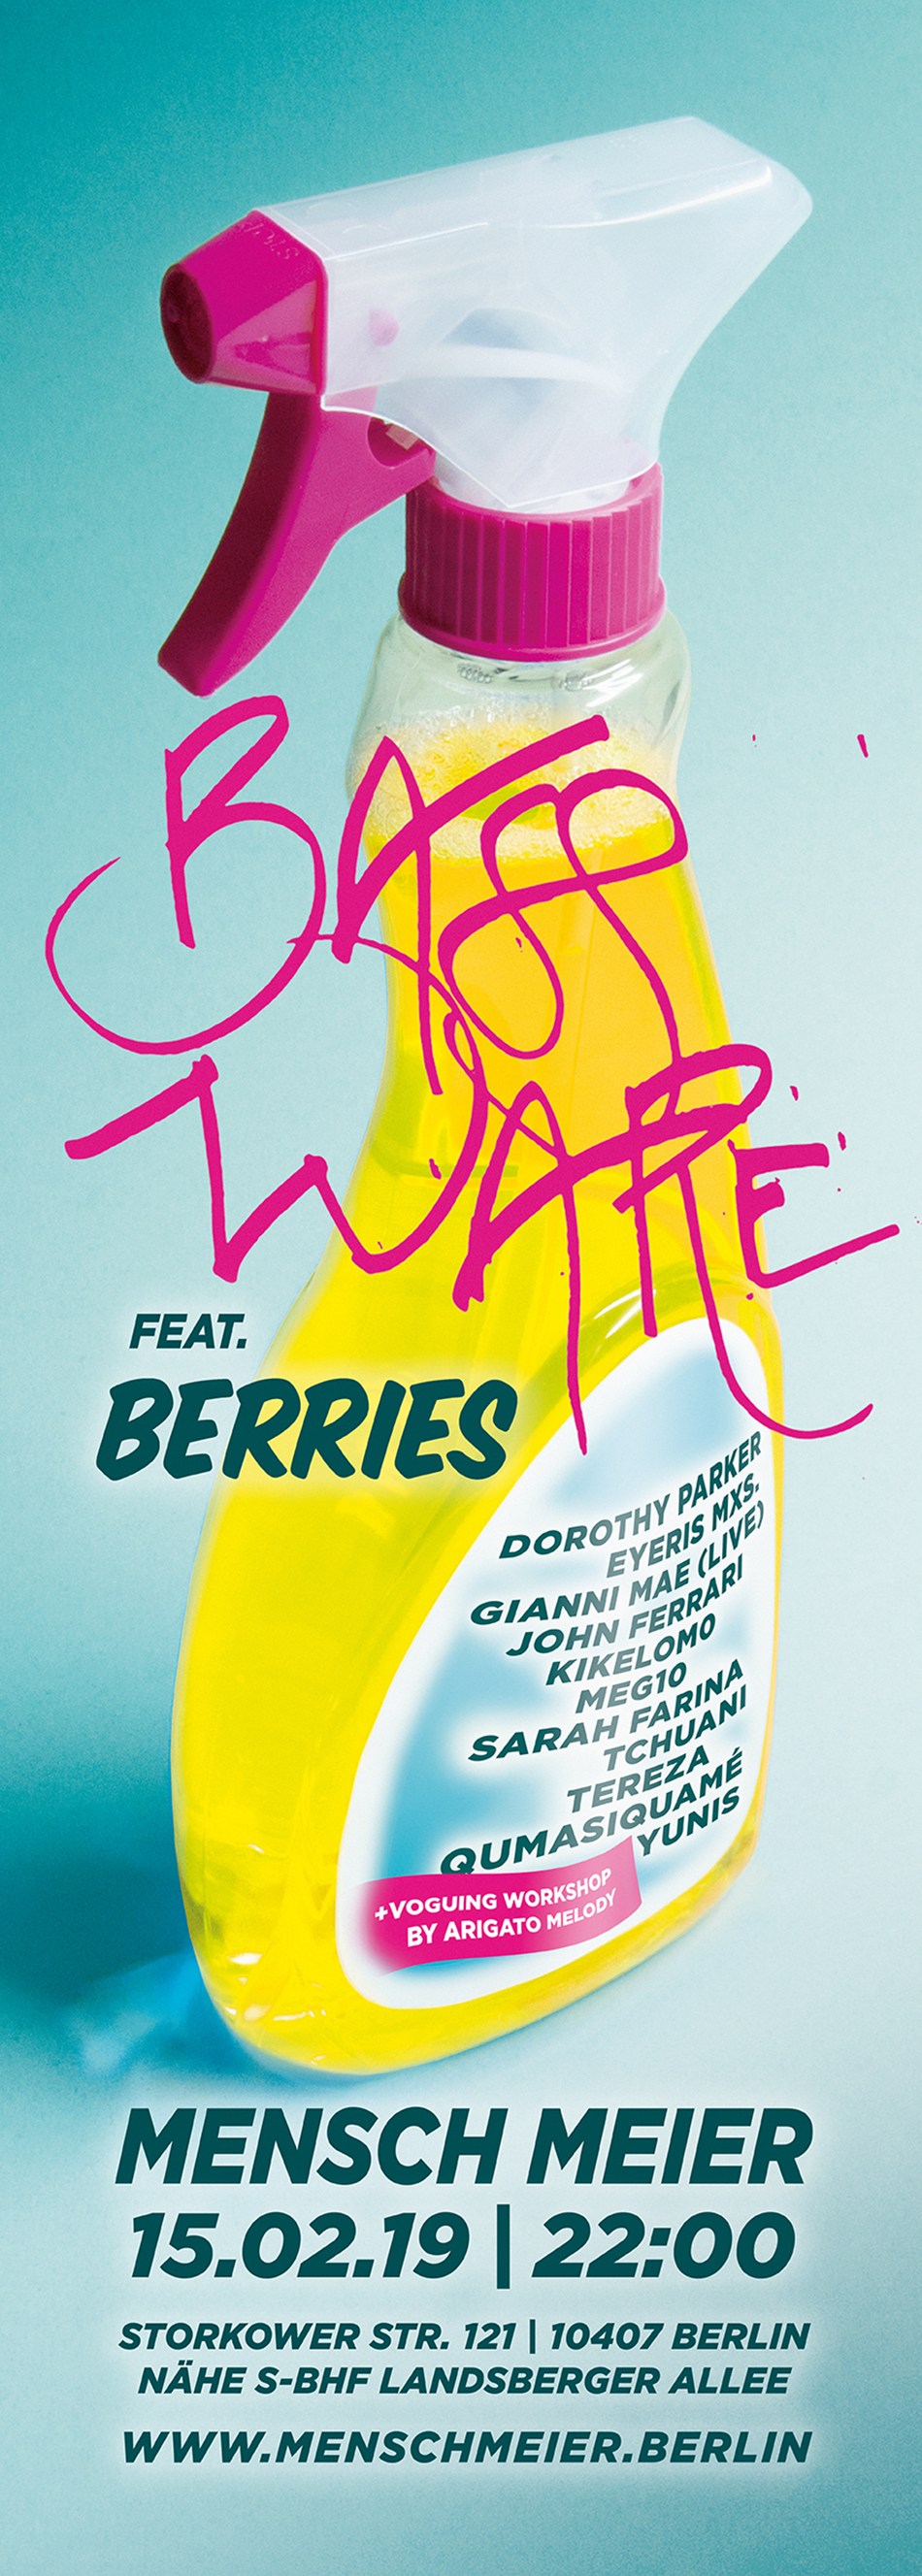 BASS
WARE
FEAT.
BERRIES
DOROTHY PARKER
EYERIS MXS.
GIANNI MAE (LIVE)
JOHN FERRARI
KIKELOMO
MEG10
SARAH FARINA
TCHUANI
TEREZA
QUMASIQUAMÉ
YUNIS
+VOGUING WORKSHOP
BY ARIGATO MELODY
MENSCH MEIER
15.02.19 | 22:00
STORKOWER STR. 121 | 10407 BERLIN
NÄHE S-BHF LANDSBERGER ALLEE
WWW.MENSCHMEIER.BERLIN